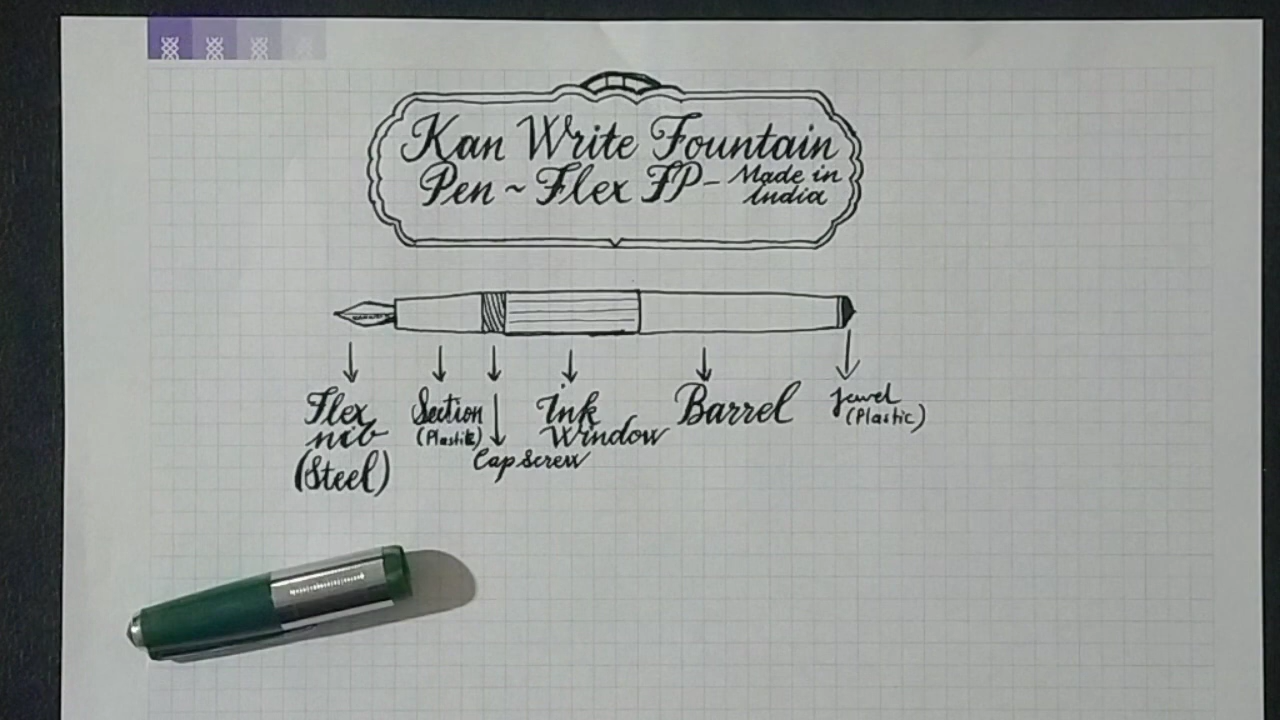 Kan Write Fountain
Pen ~ Flex FP - Made in
India
Flex
nib
(Steel)
Section
(Plastic)
Cap Screw
Ink
Window
Barrel
Jewel
(Plastic)